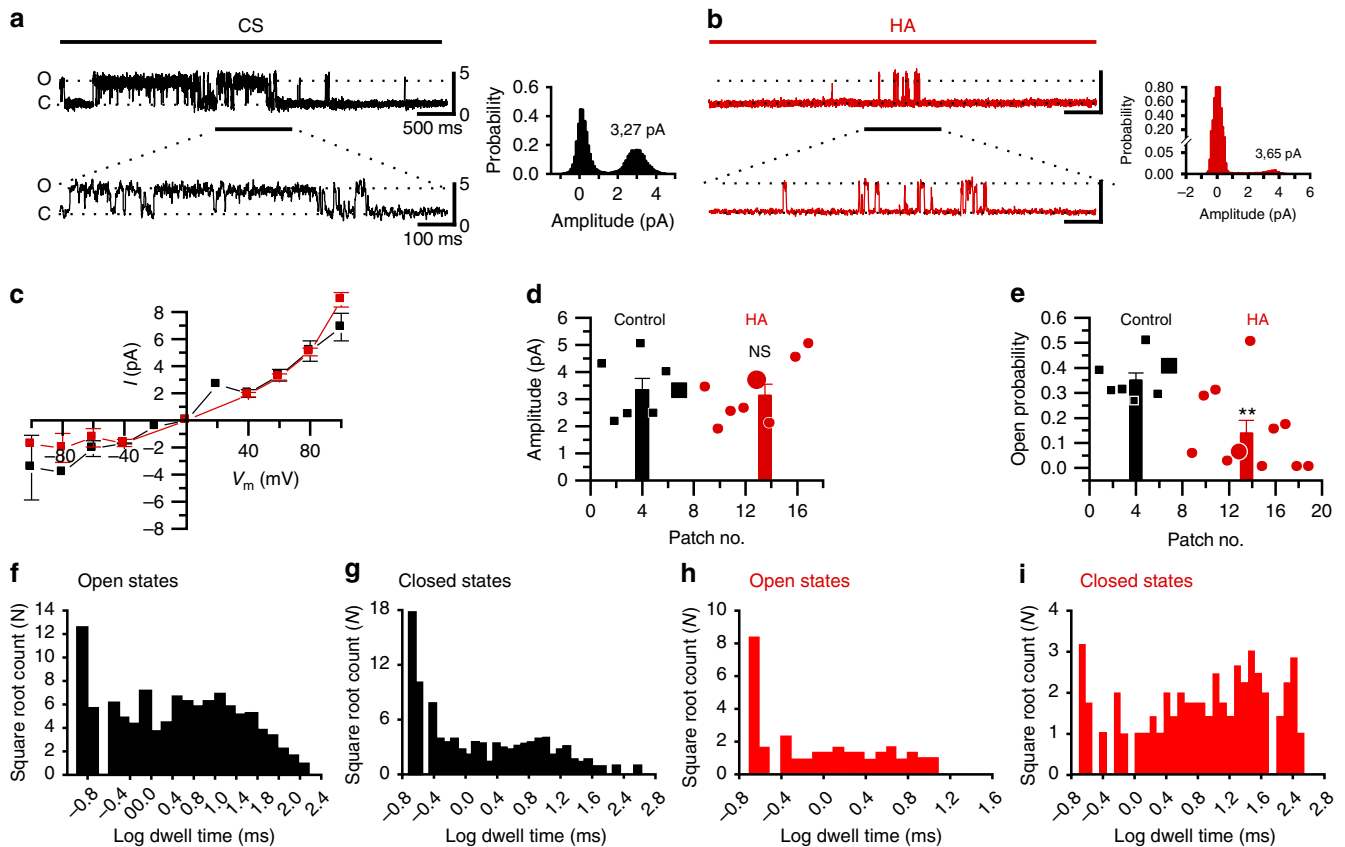 a
CS
O
C
5
0
500 ms
O
C
5
0
100 ms
Probability
0.6
0.4
0.2
0.0
3,27 pA
0 2 4
Amplitude (pA)
b
HA
Probability
0.80
0.60
0.20
0.05
0.00
3,65 pA
−2 0 2 4 6
Amplitude (pA)
c
I (pA)
8
6
4
2
−80 −40 40 80
−2
−4
−6
−8
Vm (mV)
d
Control HA
NS
Amplitude (pA)
6
5
4
3
2
1
0
0 4 8 12 16
Patch no.
e
Control HA
**
Open probability
0.6
0.5
0.4
0.3
0.2
0.1
0.0
0 4 8 12 16 20
Patch no.
f
Open states
Square root count (N)
14
12
10
8
6
4
2
0
−0.8 −0.4 00.0 0.4 0.6 1.0 1.2 1.6 2.0 2.4
Log dwell time (ms)
g
Closed states
Square root count (N)
18
15
12
9
6
3
0
−0.8 −0.4 0.0 0.4 0.8 1.2 1.6 2.0 2.4 2.8
Log dwell time (ms)
h
Open states
Square root count (N)
10
8
6
4
2
0
−0.8 −0.4 0.0 0.4 0.8 1.2 1.6
Log dwell time (ms)
i
Closed states
Square root count (N)
4
3
2
1
0
−0.8 −0.4 0.0 0.4 0.8 1.2 1.6 2.0 2.4 2.8
Log dwell time (ms)